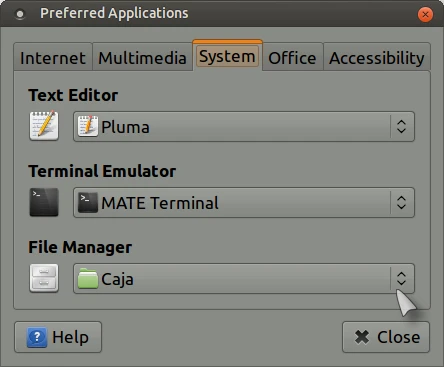 Preferred Applications
Internet Multimedia System Office Accessibility
Text Editor
Pluma
Terminal Emulator
MATE Terminal
File Manager
Caja
Help Close